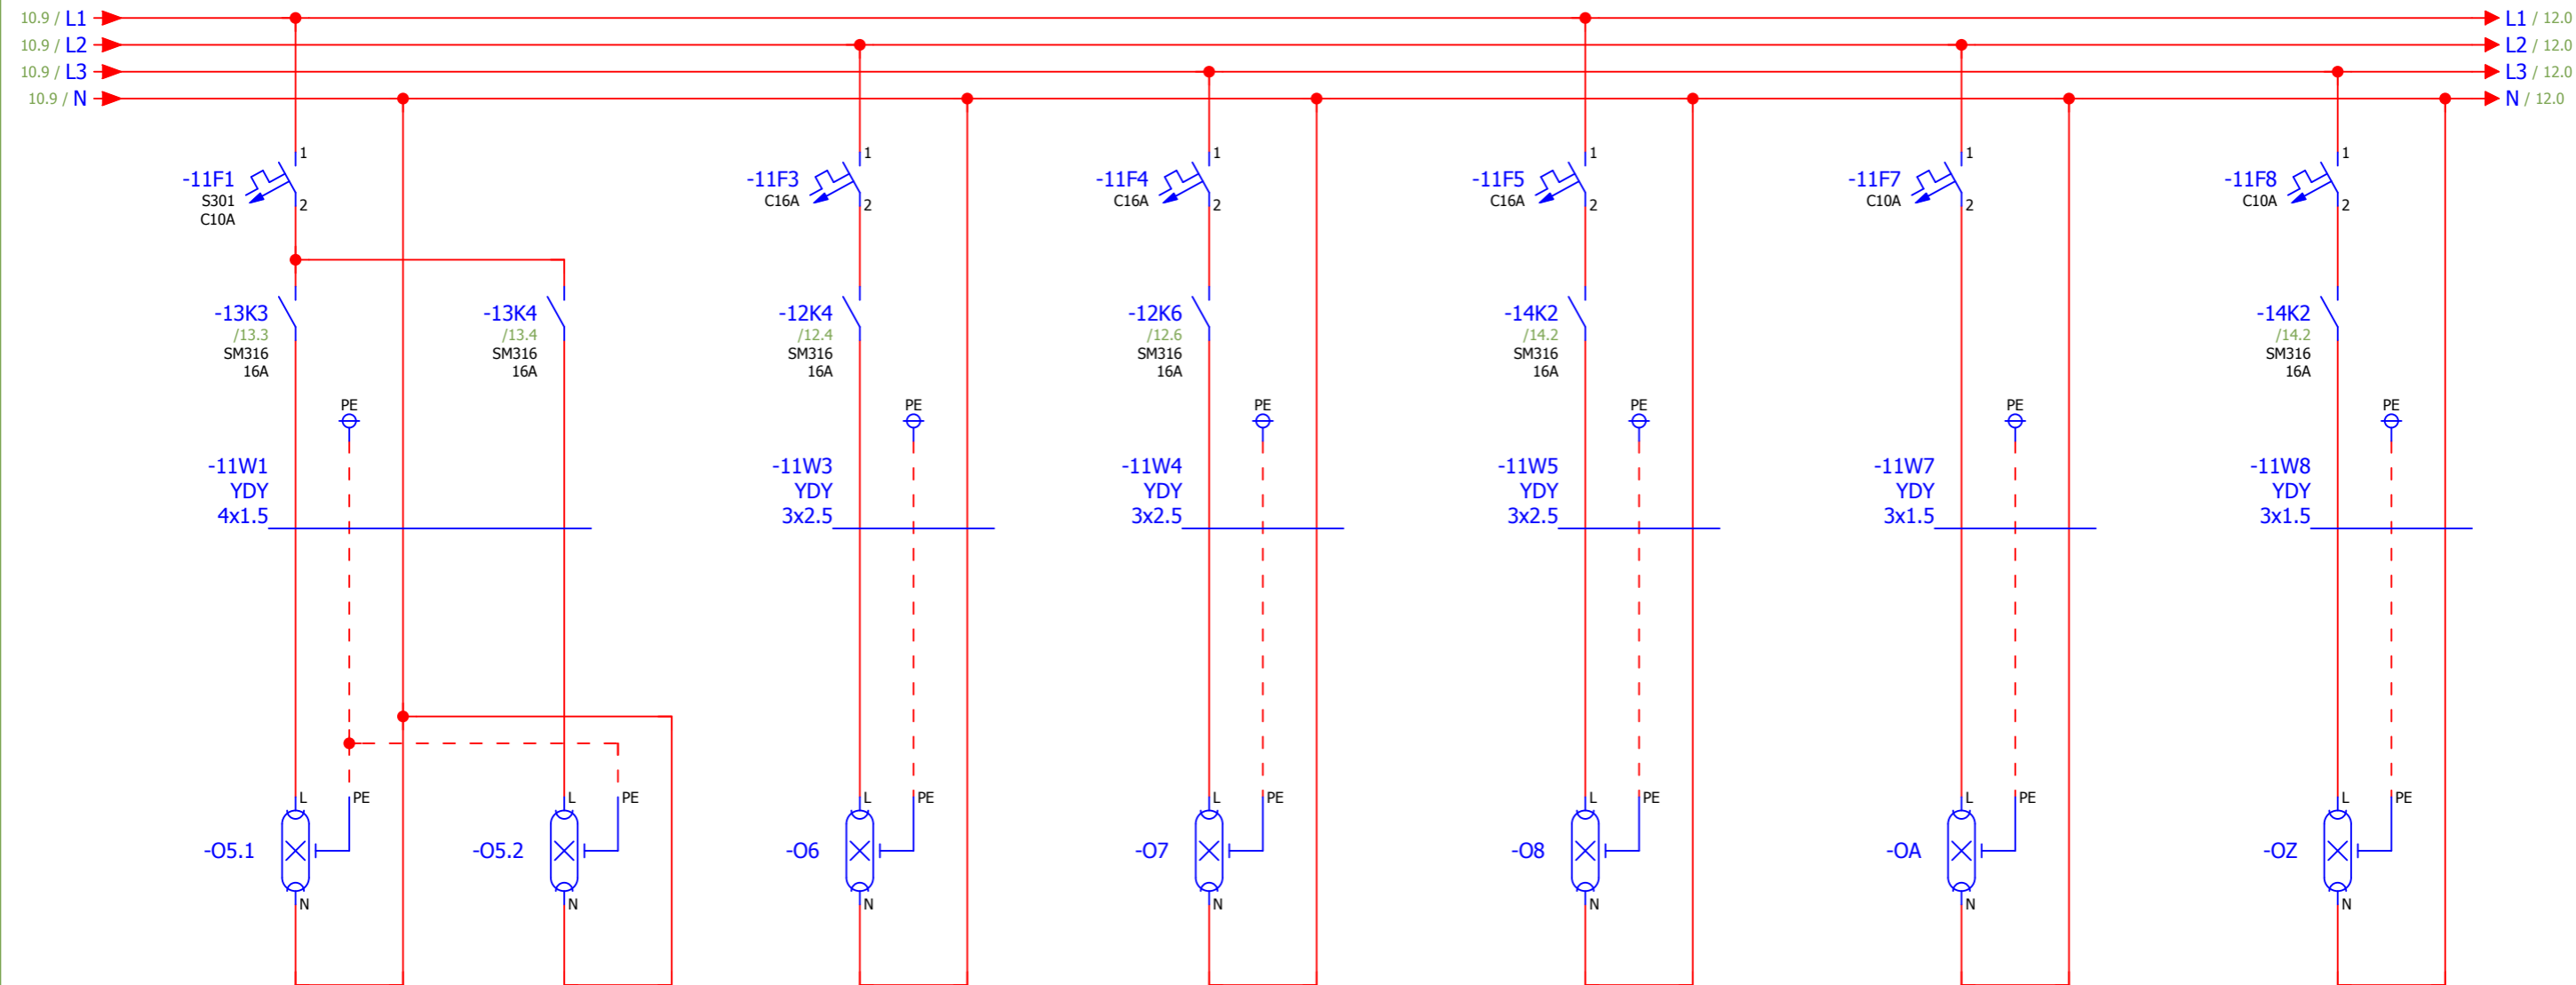 10.9 / L1
L1 / 12.0
10.9 / L2
L2 / 12.0
10.9 / L3
L3 / 12.0
10.9 / N
N / 12.0
1
-11F1
S301
C10A
2
1
-11F3
C16A
2
1
-11F4
C16A
2
1
-11F5
C16A
2
1
-11F7
C10A
2
1
-11F8
C10A
2
-13K3
/13.3
SM316
16A
-13K4
/13.4
SM316
16A
-12K4
/12.4
SM316
16A
-12K6
/12.6
SM316
16A
-14K2
/14.2
SM316
16A
-14K2
/14.2
SM316
16A
PE
PE
PE
PE
PE
PE
-11W1
YDY
4x1.5
-11W3
YDY
3x2.5
-11W4
YDY
3x2.5
-11W5
YDY
3x2.5
-11W7
YDY
3x1.5
-11W8
YDY
3x1.5
L
PE
-O5.1
N
L
PE
-O5.2
N
L
PE
-O6
N
L
PE
-O7
N
L
PE
-O8
N
L
PE
-OA
N
L
PE
-OZ
N